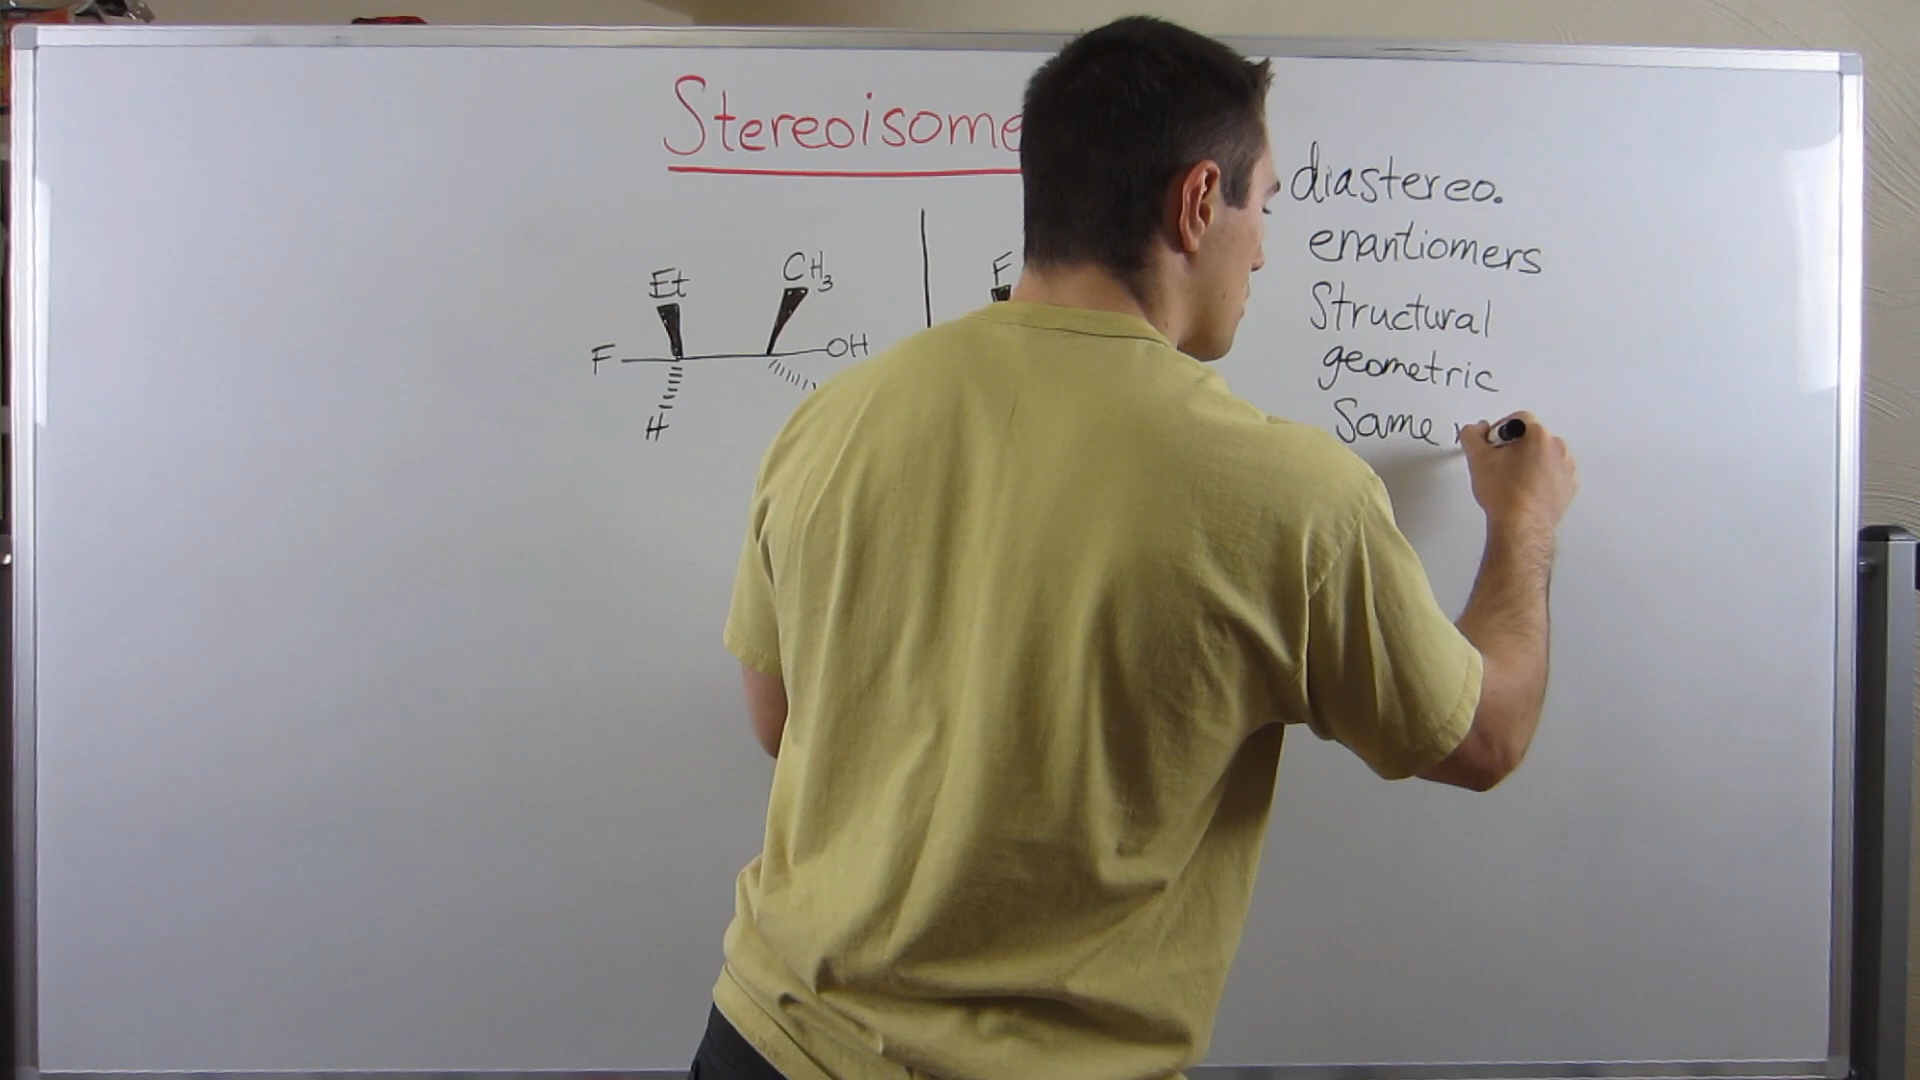 Stereoisome
diastereo.
enantiomers
Structural
geometric
Same
Et
CH3
F
OH
H
F